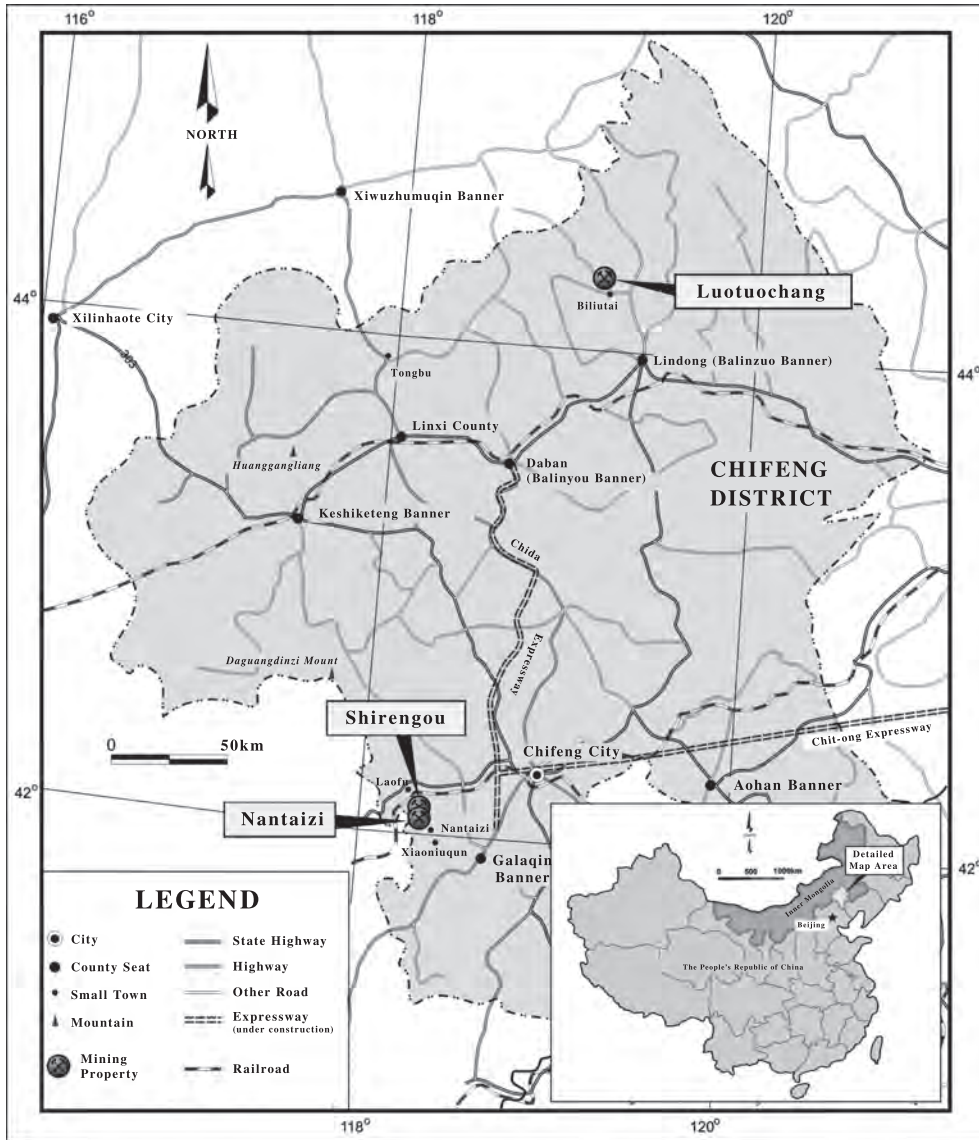 116°
118°
120°
NORTH
Xiwuzhumuqin Banner
44°
Luotuochang
Biliutai
Xilinhaote City
303
Tongbu
Lindong (Balinzuo Banner)
44°
Linxi County
Huanggangliang
Daban
(Balinyou Banner)
CHIFENG
DISTRICT
Keshiketeng Banner
Chida
Expressway
Daguangdinzi Mount
Shirengou
0 50km
Chit-ong Expressway
Chifeng City
Laofu
42°
Aohan Banner
Nantaizi
Nantaizi
Xiaoniuqun
Galaqin
Banner
42°
LEGEND
City
County Seat
Small Town
Mountain
Mining
Property
State Highway
Highway
Other Road
Expressway
(under construction)
Railroad
0 500 1000km
Detailed
Map Area
Inner Mongolia
Beijing
The People's Republic of China
118°
120°